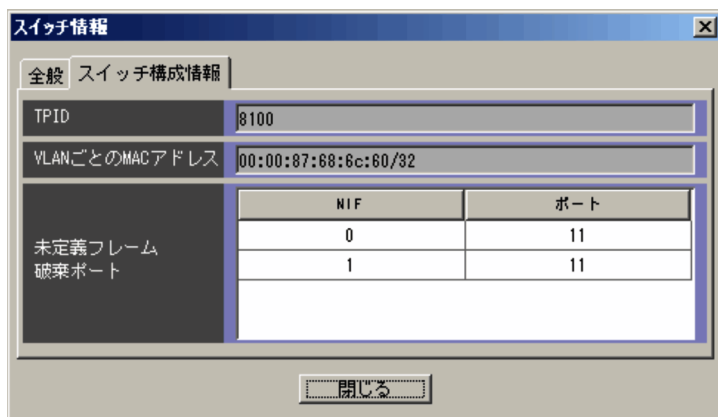 スイッチ情報
全般 スイッチ構成情報
TPID 8100
VLANごとのMACアドレス 00:00:87:68:6c:60/32
NIF ポート
0 11
1 11
未定義フレーム
破棄ポート
閉じる